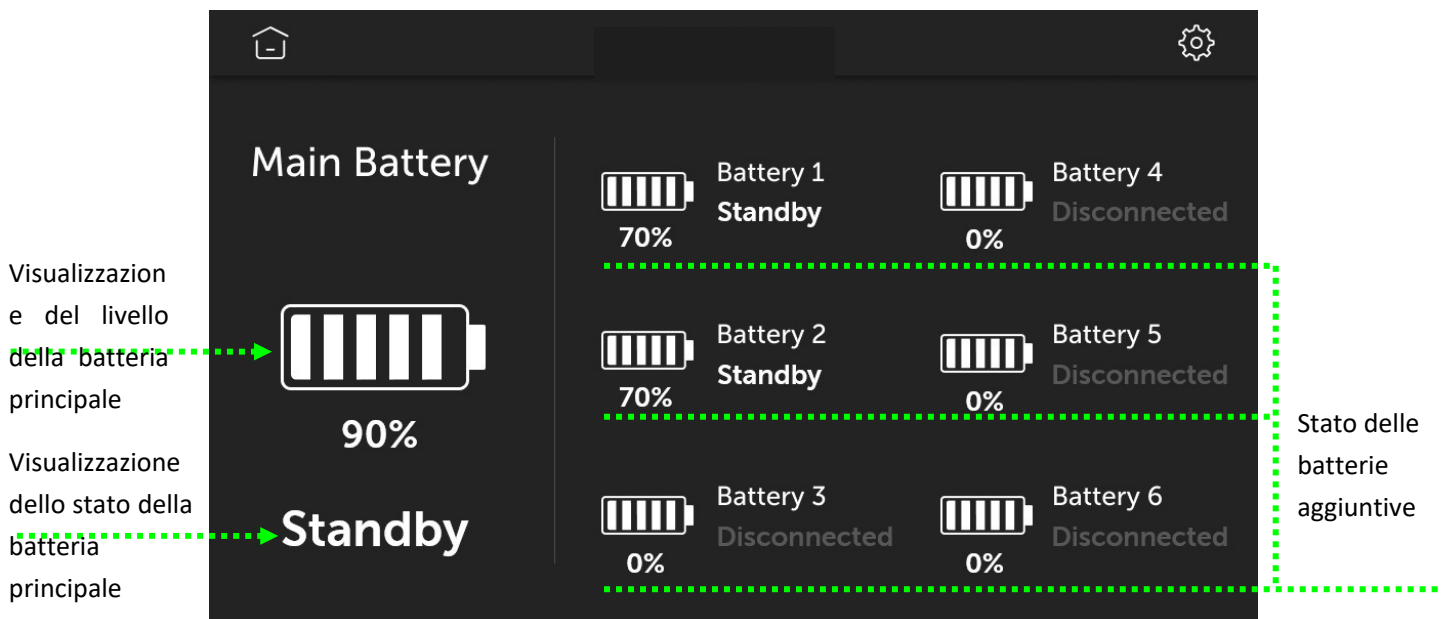 Main Battery
90%
Standby
Battery 1
Standby
70%
Battery 4
Disconnected
0%
Battery 2
Standby
70%
Battery 5
Disconnected
0%
Battery 3
Disconnected
0%
Battery 6
Disconnected
0%
Visualizzazion
e del livello
della batteria
principale
Visualizzazione
dello stato della
batteria
principale
Stato delle
batterie
aggiuntive